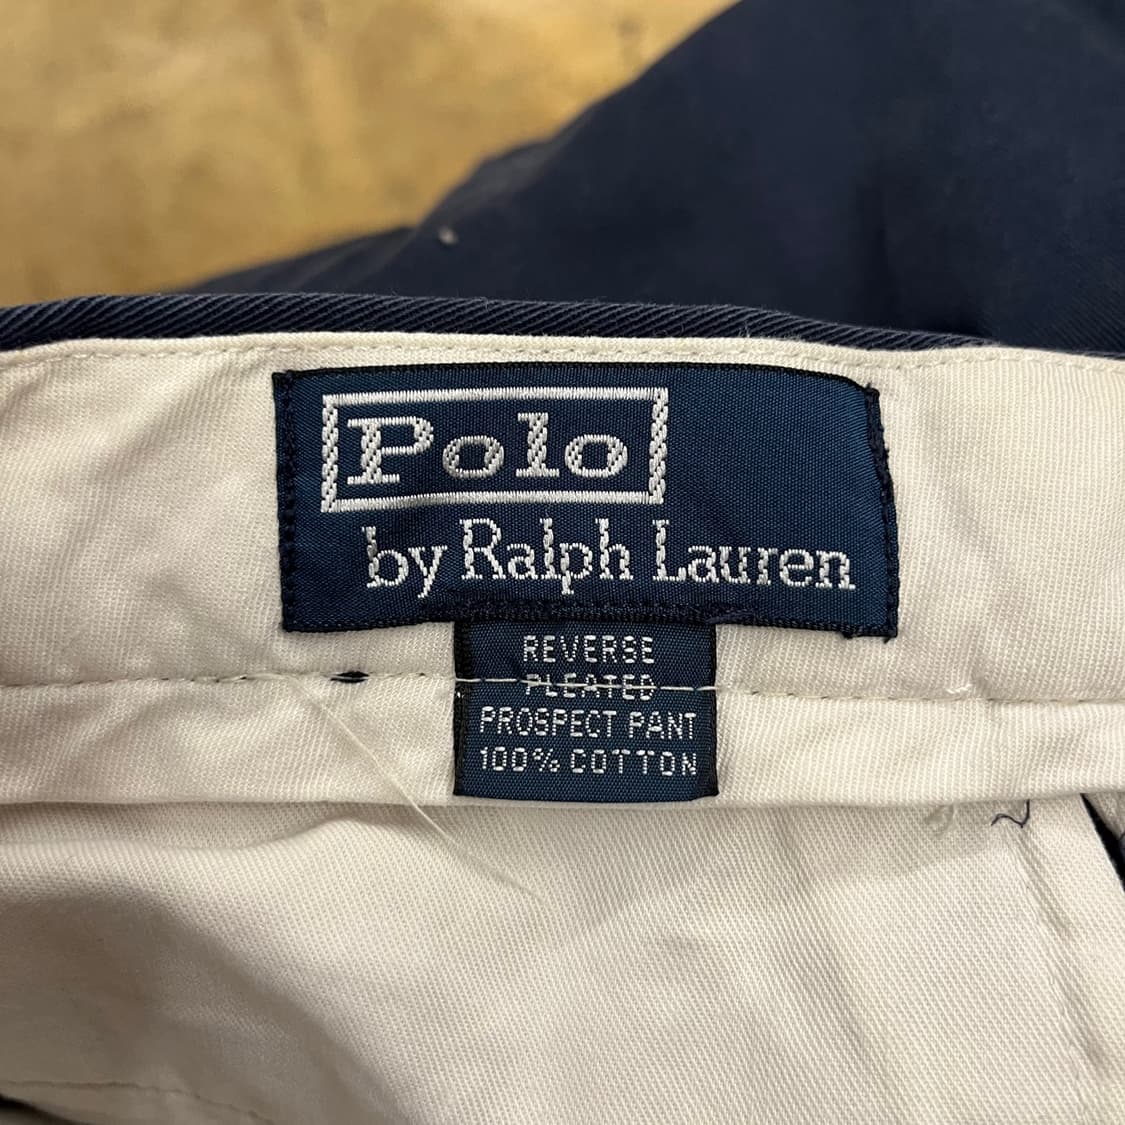 Polo
by Ralph Lauren
REVERSE
PLEATED
PROSPECT PANT
100% COTTON